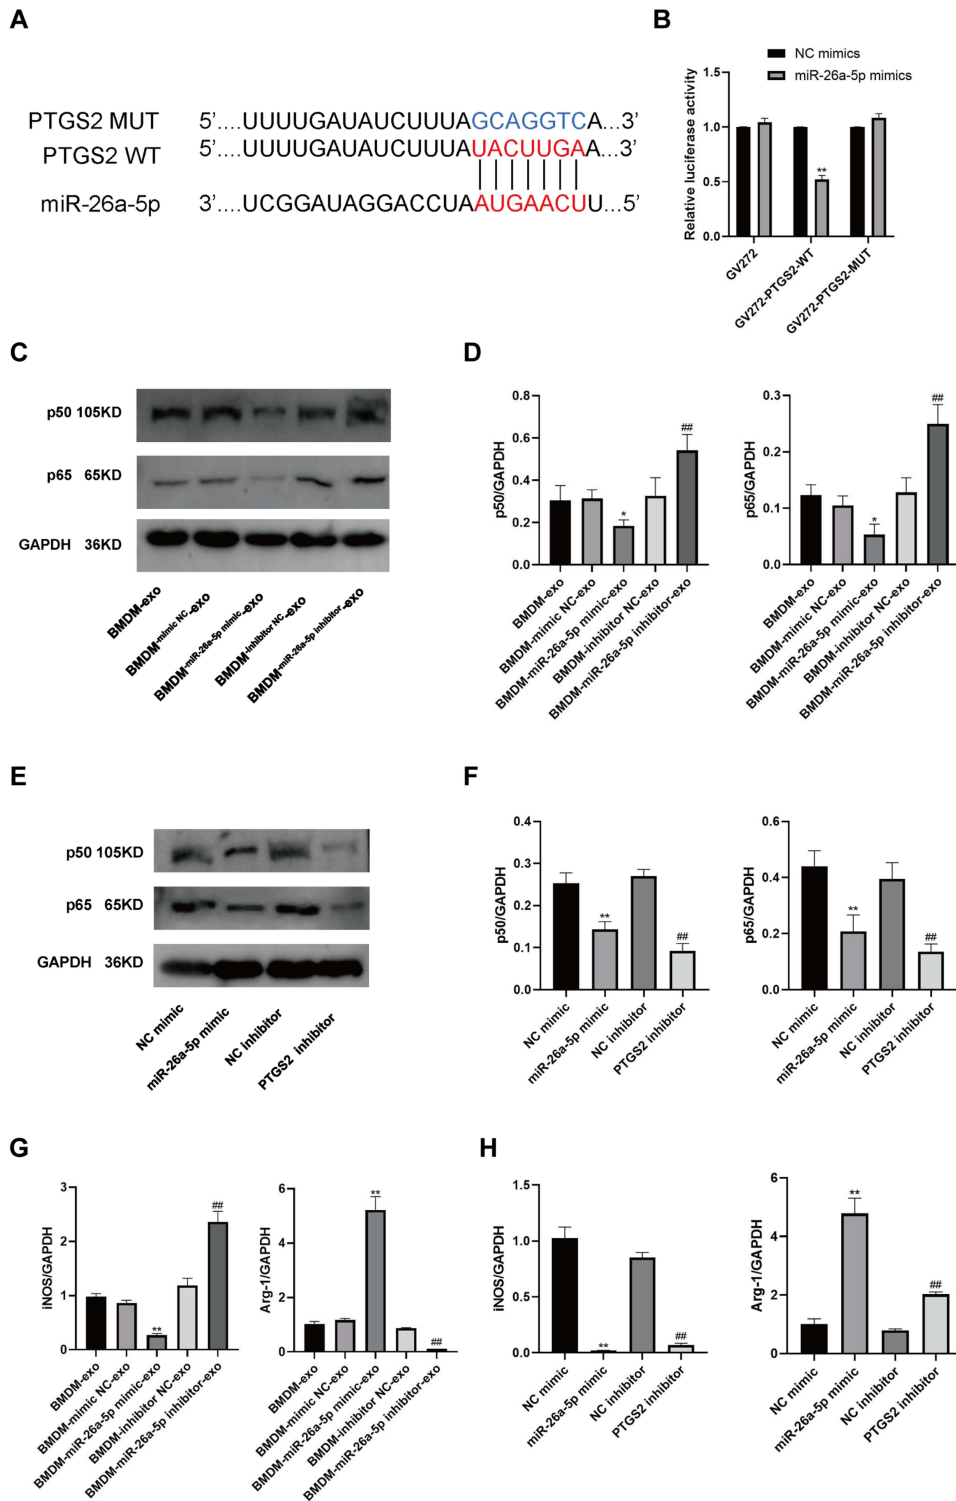 A
PTGS2 MUT 5’....UUUUGAUAUCUUUAGCAGGTCA...3’
PTGS2 WT 5’....UUUUGAUAUCUUUAUACUUGAA...3’
miR-26a-5p 3’....UCGGAUAGGACCUAAUGAACUU...5’
B
NC mimics
miR-26a-5p mimics
Relative luciferase activity
1.5
1.0
0.5
0.0
**
GV272
GV272-PTGS2-WT
GV272-PTGS2-MUT
C
p50 105KD
p65 65KD
GAPDH 36KD
BMDM-exo
BMDM-mimic NC-exo
BMDM-miR-26a-5p mimic-exo
BMDM-inhibitor NC-exo
BMDM-miR-26a-5p inhibitor-exo
D
p50/GAPDH
0.8
0.6
0.4
0.2
0.0
*
##
BMDM-exo
BMDM-mimic NC-exo
BMDM-miR-26a-5p mimic-exo
BMDM-inhibitor NC-exo
BMDM-miR-26a-5p inhibitor-exo
p65/GAPDH
0.3
0.2
0.1
0.0
*
##
BMDM-exo
BMDM-mimic NC-exo
BMDM-miR-26a-5p mimic-exo
BMDM-inhibitor NC-exo
BMDM-miR-26a-5p inhibitor-exo
E
p50 105KD
p65 65KD
GAPDH 36KD
NC mimic
miR-26a-5p mimic
NC inhibitor
PTGS2 inhibitor
F
p50/GAPDH
0.4
0.3
0.2
0.1
0.0
**
##
NC mimic
miR-26a-5p mimic
NC inhibitor
PTGS2 inhibitor
p65/GAPDH
0.6
0.4
0.2
0.0
**
##
NC mimic
miR-26a-5p mimic
NC inhibitor
PTGS2 inhibitor
G
iNOS/GAPDH
3
2
1
0
**
##
BMDM-exo
BMDM-mimic NC-exo
BMDM-miR-26a-5p mimic-exo
BMDM-inhibitor NC-exo
BMDM-miR-26a-5p inhibitor-exo
Arg-1/GAPDH
6
4
2
0
**
##
BMDM-exo
BMDM-mimic NC-exo
BMDM-miR-26a-5p mimic-exo
BMDM-inhibitor NC-exo
BMDM-miR-26a-5p inhibitor-exo
H
iNOS/GAPDH
1.5
1.0
0.5
0.0
**
##
NC mimic
miR-26a-5p mimic
NC inhibitor
PTGS2 inhibitor
Arg-1/GAPDH
6
4
2
0
**
##
NC mimic
miR-26a-5p mimic
NC inhibitor
PTGS2 inhibitor